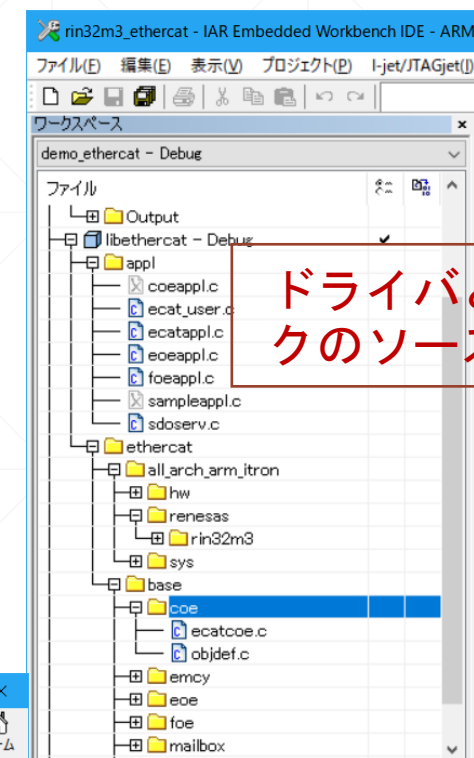 rin32m3_ethercat - IAR Embedded Workbench IDE - ARM
ファイル(F) 編集(E) 表示(V) プロジェクト(P) I-jet/JTAGjet(J)
ワークスペース
demo_ethercat - Debug
ファイル
Output
libethercat - Debug
appl
coeappl.c
ドライバ
ecat_user.c
ecatappl.c
クのソース
eoeappl.c
foeappl.c
sampleappl.c
sdoserv.c
ethercat
all_arch_arm_itron
hw
renesas
rin32m3
sys
base
coe
ecatcoe.c
objdef.c
emcy
eoe
foe
mailbox